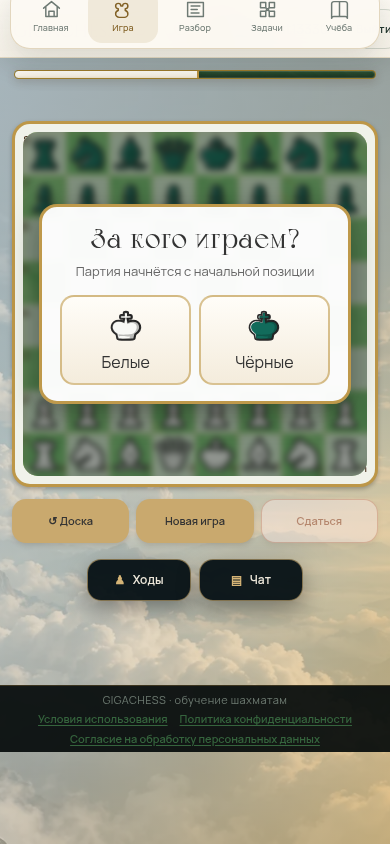 Главная Игра Разбор Задачи Учёба
За кого играем?
Партия начнётся с начальной позиции
Белые Чёрные
↺ Доска Новая игра Сдаться
Ходы Чат
GIGACHESS · обучение шахматам
Условия использования Политика конфиденциальности
Согласие на обработку персональных данных